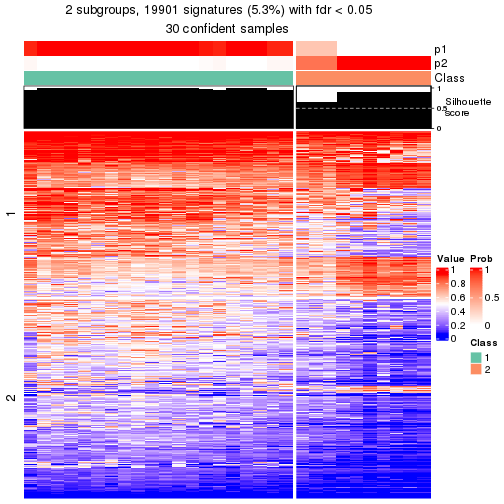 2 subgroups, 19901 signatures (5.3%) with fdr < 0.05
30 confident samples
p1
p2
Class
1
0.5
0
Silhouette
score
1
2
Value
1
0.8
0.6
0.4
0.2
0
Prob
1
0.5
0
Class
1
2